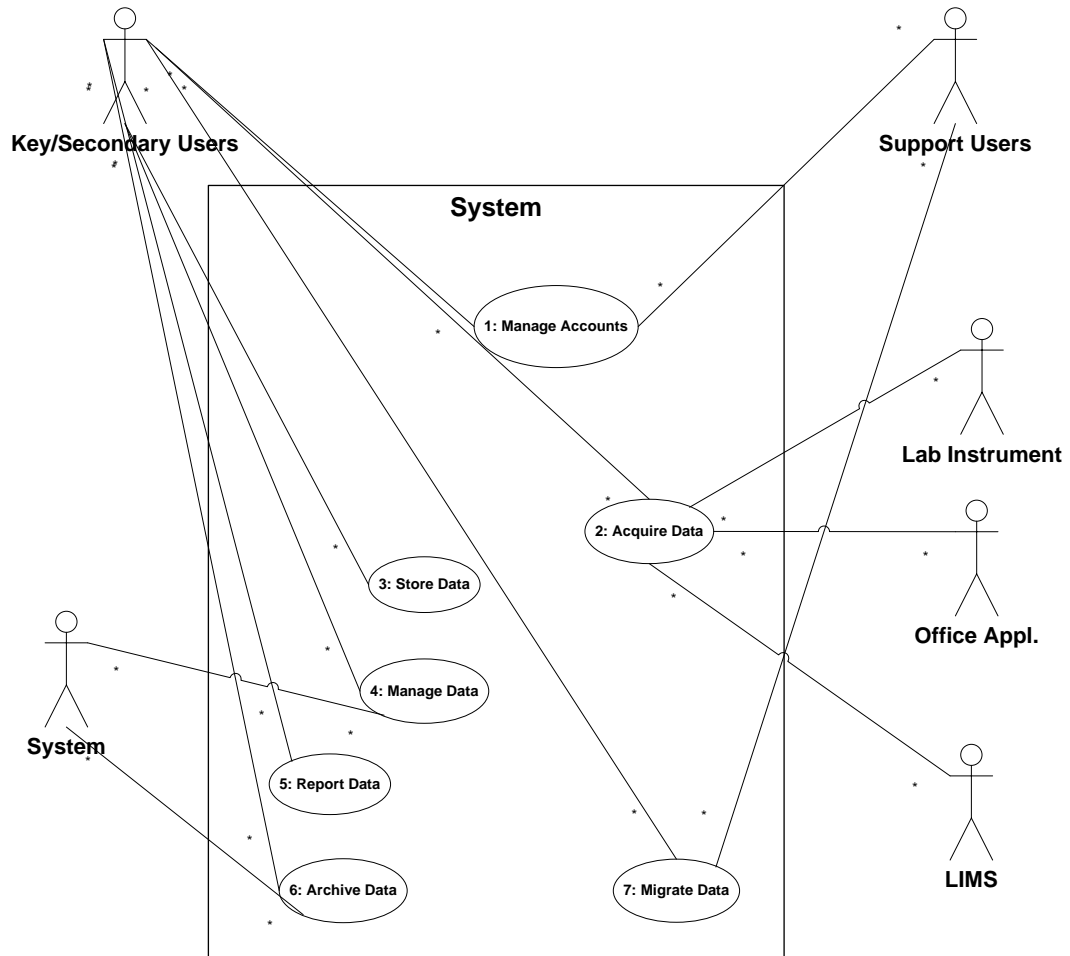 Key/Secondary Users
Support Users
System
1: Manage Accounts
Lab Instrument
2: Acquire Data
3: Store Data
Office Appl.
4: Manage Data
System
5: Report Data
6: Archive Data
7: Migrate Data
LIMS